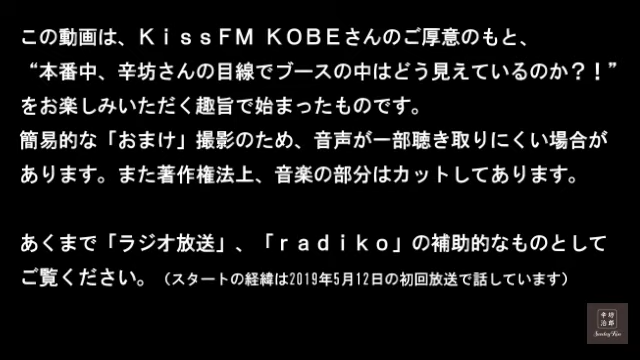 この動画は、ＫｉｓｓＦＭ ＫＯＢＥさんのご厚意のもと、
“本番中、辛坊さんの目線でブースの中はどう見えているのか？！”
をお楽しみいただく趣旨で始まったものです。
簡易的な「おまけ」撮影のため、音声が一部聴き取りにくい場合が
あります。また著作権法上、音楽の部分はカットしてあります。
あくまで「ラジオ放送」、「ｒａｄｉｋｏ」の補助的なものとして
ご覧ください。（スタートの経緯は2019年5月12日の初回放送で話しています）
辛坊
治郎